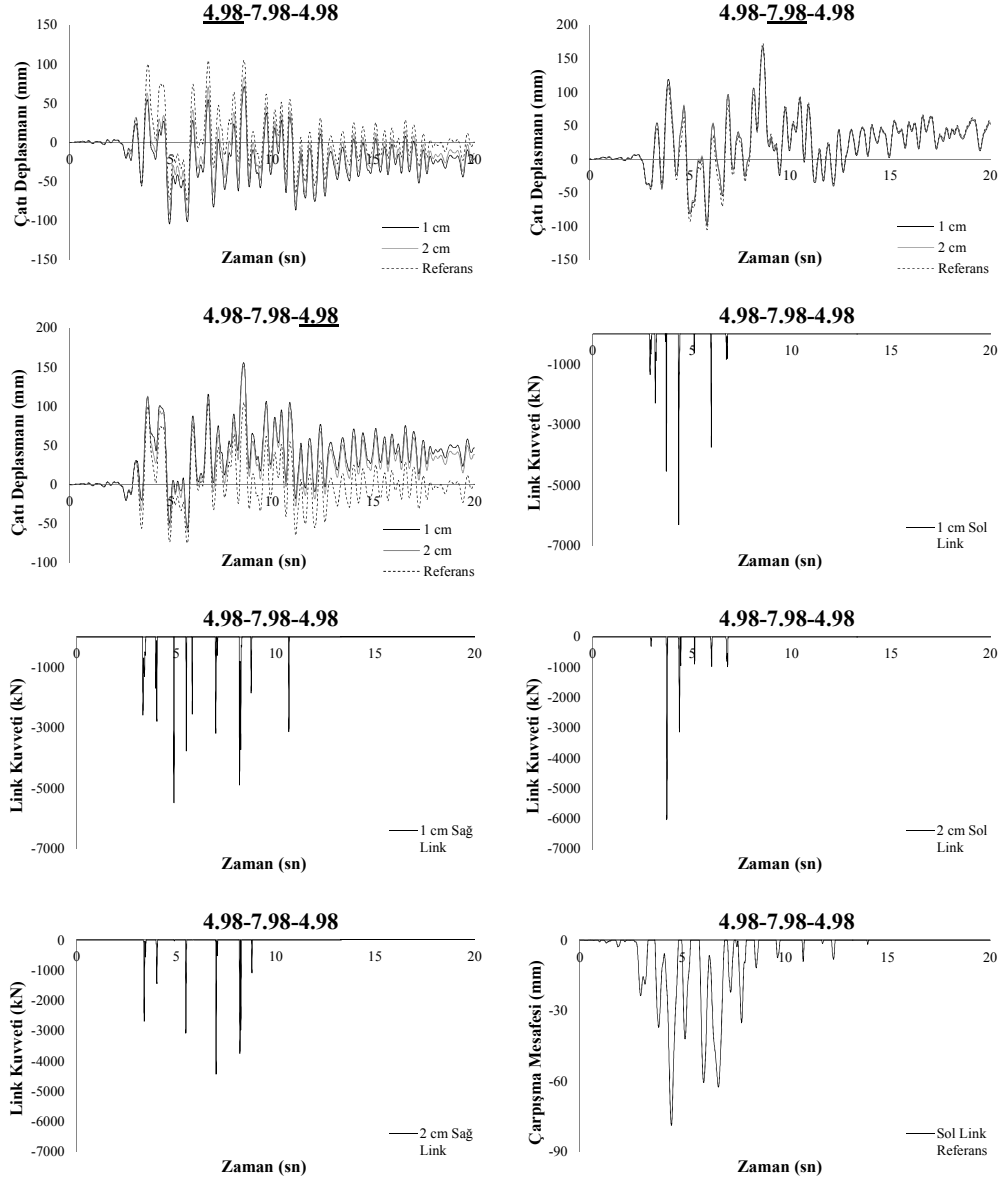 4.98-7.98-4.98
150
100
50
0
-50
-100
-150
0
5
10
15
20
Çatı Deplasmanı (mm)
Zaman (sn)
1 cm
2 cm
Referans
4.98-7.98-4.98
200
150
100
50
0
-50
-100
-150
0
5
10
15
20
Çatı Deplasmanı (mm)
Zaman (sn)
1 cm
2 cm
Referans
4.98-7.98-4.98
200
150
100
50
0
-50
-100
0
5
10
15
20
Çatı Deplasmanı (mm)
Zaman (sn)
1 cm
2 cm
Referans
4.98-7.98-4.98
0
5
10
15
20
-1000
-3000
-5000
-7000
Link Kuvveti (kN)
Zaman (sn)
1 cm Sol
Link
4.98-7.98-4.98
0
5
10
15
20
-1000
-3000
-5000
-7000
Link Kuvveti (kN)
Zaman (sn)
1 cm Sağ
Link
4.98-7.98-4.98
0
-1000
-2000
-3000
-4000
-5000
-6000
-7000
0
5
10
15
20
Link Kuvveti (kN)
Zaman (sn)
2 cm Sol
Link
4.98-7.98-4.98
0
-1000
-2000
-3000
-4000
-5000
-6000
-7000
0
5
10
15
20
Link Kuvveti (kN)
Zaman (sn)
2 cm Sağ
Link
4.98-7.98-4.98
0
-30
-60
-90
0
5
10
15
20
Çarpışma Mesafesi (mm)
Zaman (sn)
Sol Link
Referans